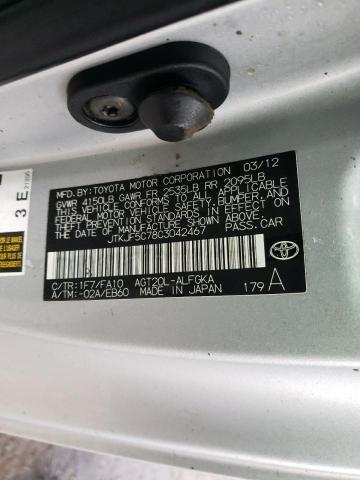 MFD. BY: TOYOTA MOTOR CORPORATION 03/12
GVWR 4150LB GAWR FR 2535LB RR 2095LB
THIS VEHICLE CONFORMS TO ALL APPLICABLE
FEDERAL MOTOR VEHICLE SAFETY, BUMPER AND
THEFT PREVENTION STANDARDS IN EFFECT ON
THE DATE OF MANUFACTURE SHOWN ABOVE.
JTKJF5C78C3042467 PASS. CAR
C/TR: 1F7/FA10 AGT20L-ALFGKA
A/TM: -02A/EB60 MADE IN JAPAN
179 A
TOYOTA
3 E